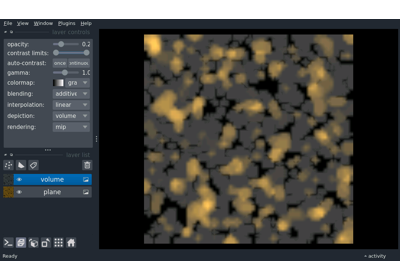 File View Window Plugins Help
layer controls
opacity: 0.2
contrast limits:
auto-contrast: once
gamma: 1.0
colormap: gra
blending: additive
interpolation: linear
depiction: volume
rendering: mip
layer list
volume
plane
Ready activity